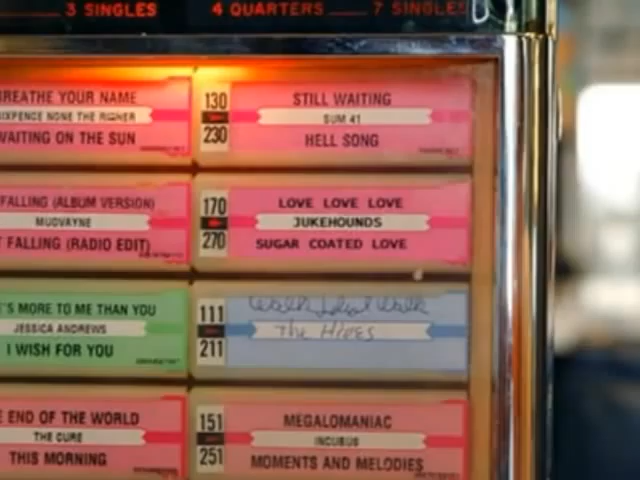 3 SINGLES 4 QUARTERS 7 SINGLES
BREATHE YOUR NAME
SIXPENCE NONE THE RICHER
WAITING ON THE SUN
130 STILL WAITING
SUM 41
230 HELL SONG
FALLING (ALBUM VERSION)
MUDVAYNE
FALLING (RADIO EDIT)
170 LOVE LOVE LOVE
JUKEHOUNDS
270 SUGAR COATED LOVE
'S MORE TO ME THAN YOU
JESSICA ANDREWS
I WISH FOR YOU
111 Walk Idiot Walk
The Hives
211
E END OF THE WORLD
THE CURE
THIS MORNING
151 MEGALOMANIAC
INCUBUS
251 MOMENTS AND MELODIES